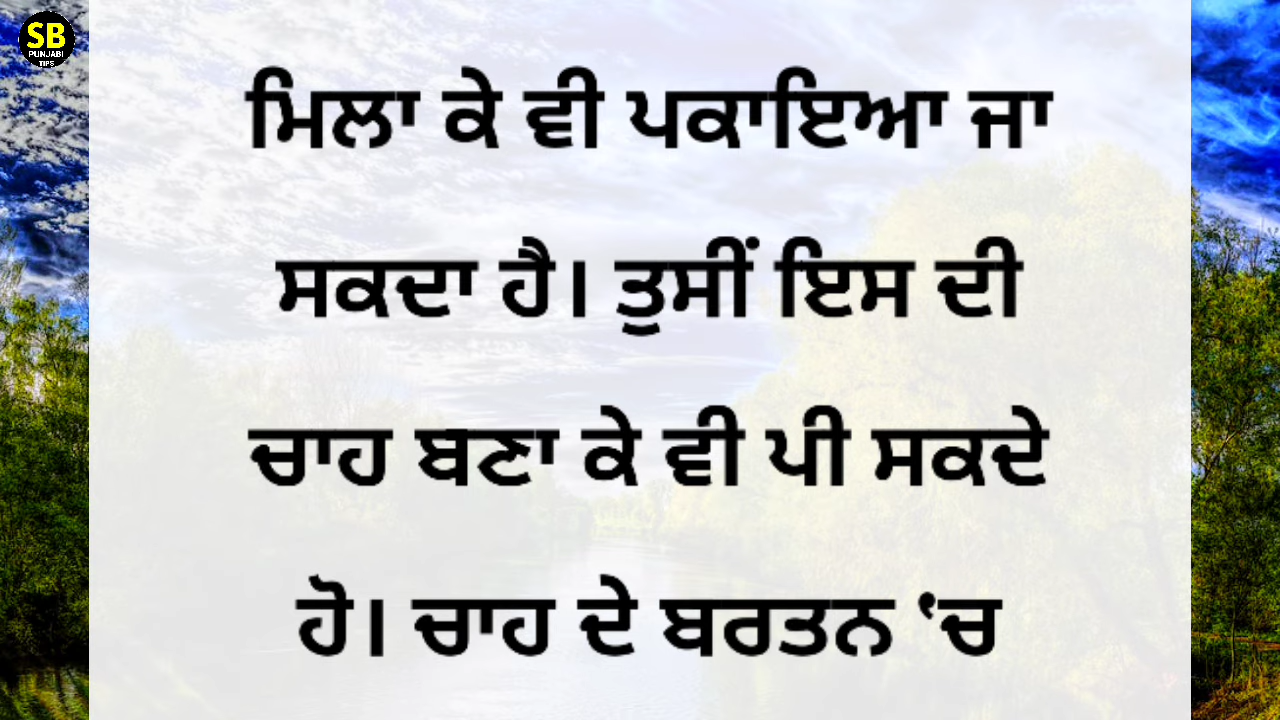 SB
PUNJABI
TIPS
ਮਿਲਾ ਕੇ ਵੀ ਪਕਾਇਆ ਜਾ
ਸਕਦਾ ਹੈ। ਤੁਸੀਂ ਇਸ ਦੀ
ਚਾਹ ਬਣਾ ਕੇ ਵੀ ਪੀ ਸਕਦੇ
ਹੋ। ਚਾਹ ਦੇ ਬਰਤਨ ‘ਚ